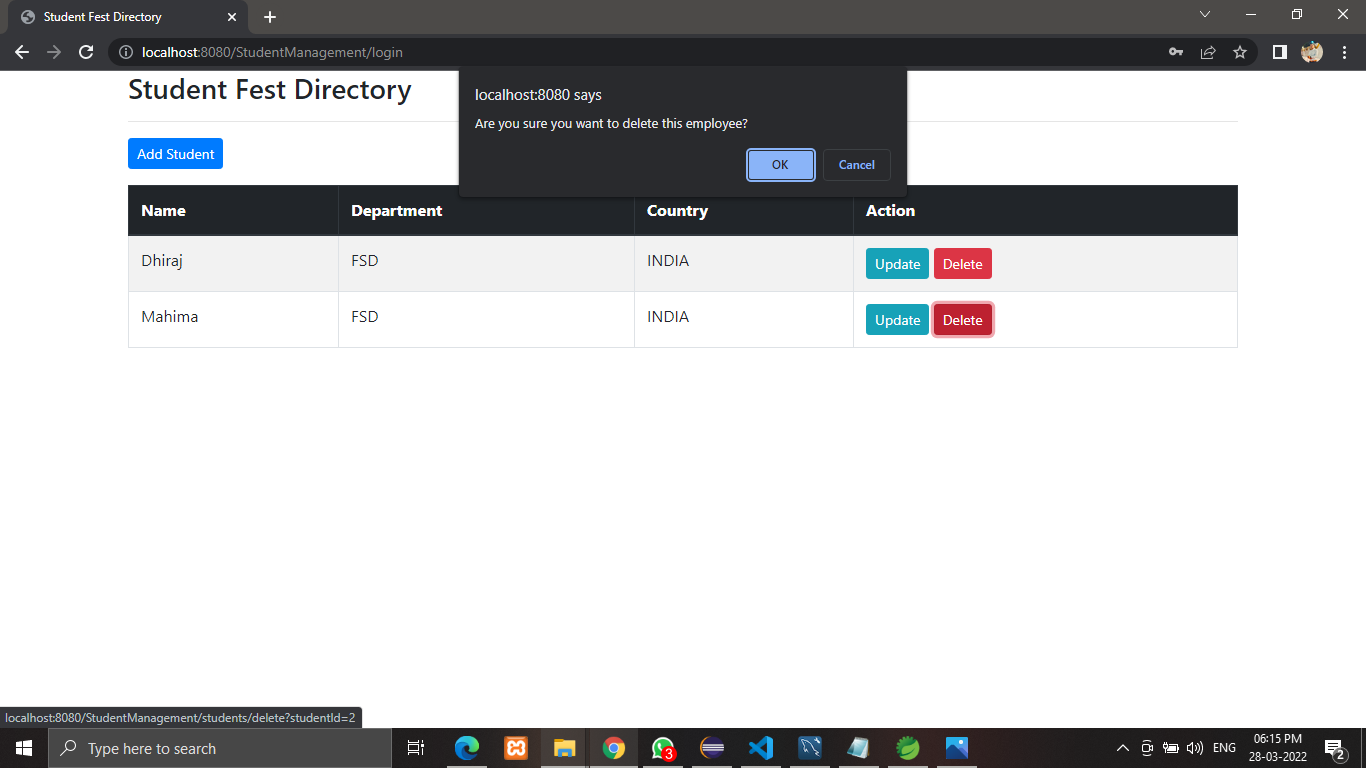 Student Fest Directory
localhost:8080/StudentManagement/login
Student Fest Directory
localhost:8080 says
Are you sure you want to delete this employee?
OK Cancel
Add Student
Name Department Country Action
Dhiraj FSD INDIA Update Delete
Mahima FSD INDIA Update Delete
localhost:8080/StudentManagement/students/delete?studentId=2
Type here to search
3
ENG
06:15 PM
28-03-2022
2